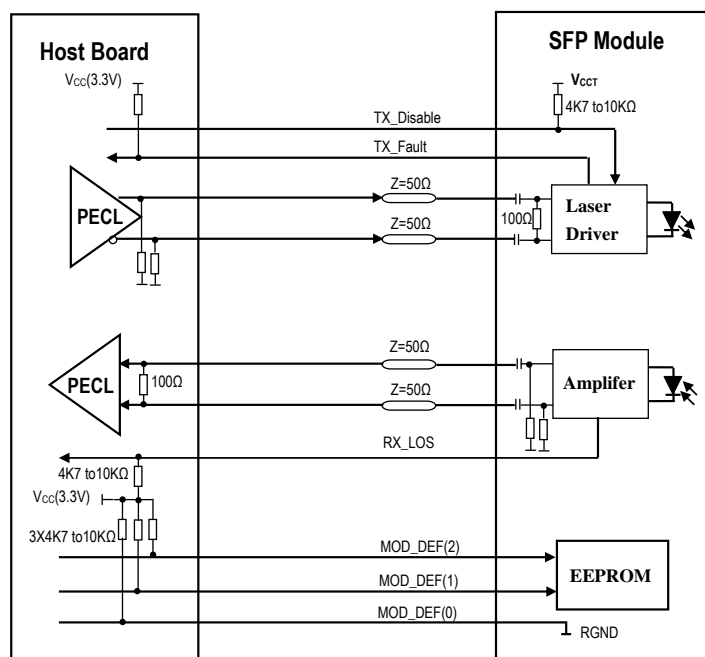 Host Board
SFP Module
VCC(3.3V)
VCCT
4K7 to10KΩ
TX_Disable
TX_Fault
Z=50Ω
PECL
100Ω
Laser
Driver
Z=50Ω
Z=50Ω
PECL
100Ω
Amplifer
Z=50Ω
RX_LOS
4K7 to10KΩ
VCC(3.3V)
3X4K7 to10KΩ
MOD_DEF(2)
EEPROM
MOD_DEF(1)
MOD_DEF(0)
RGND